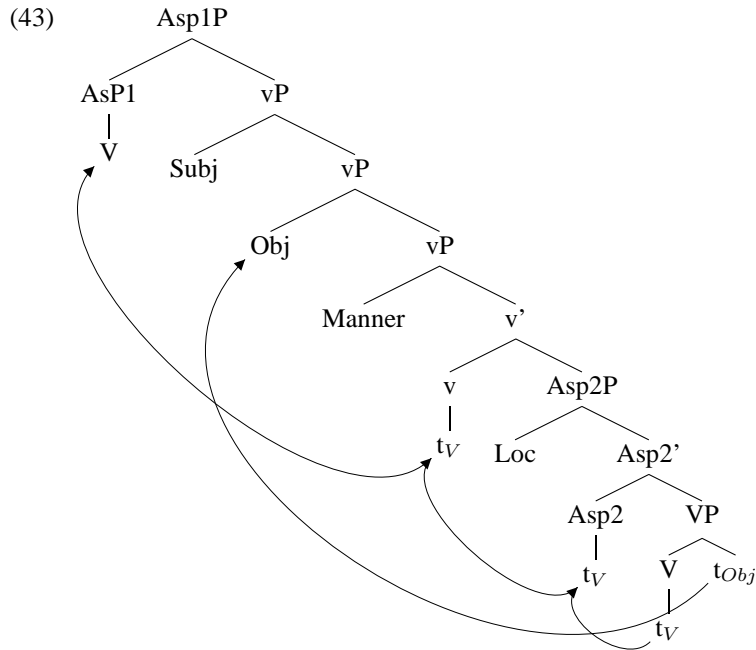 (43) Asp1P
AsP1 vP
V Subj vP
Obj vP
Manner v’
v Asp2P
t_V Loc Asp2’
Asp2 VP
t_V V t_Obj
t_V